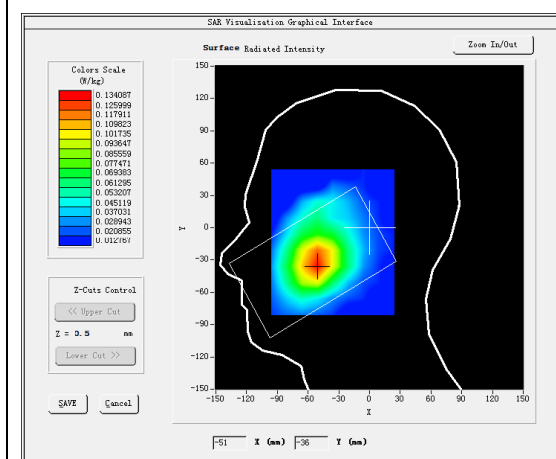 SAR Visualisation Graphical Interface
Surface Radiated Intensity
Zoom In/Out
Colors Scale
(W/kg)
0.134087
0.125999
0.117911
0.109823
0.101735
0.093647
0.085559
0.077471
0.069383
0.061295
0.053207
0.045119
0.037031
0.028943
0.020855
0.012767
150
120
90
60
30
0
-30
-60
-90
-120
-150
Y
-150 -120 -90 -60 -30 0 30 60 90 120 150
X
Z-Cuts Control
<< Upper Cut
Z = 0.5 mm
Lower Cut >>
SAVE Cancel
-51 X (mm) -36 Y (mm)